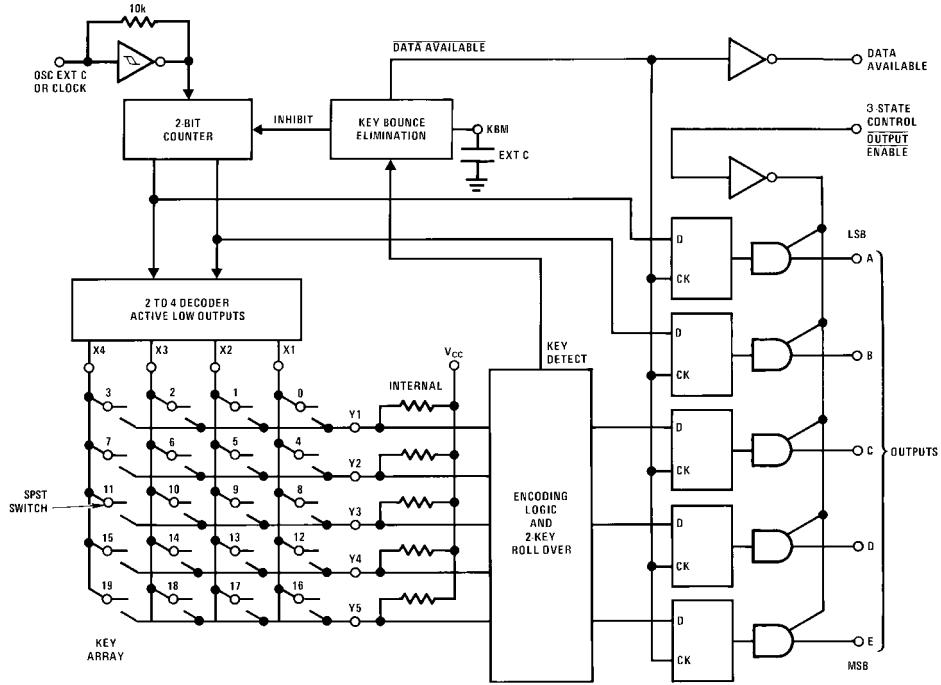 10k
OSC EXT C
OR CLOCK
2-BIT
COUNTER
INHIBIT
KEY BOUNCE
ELIMINATION
KBM
EXT C
DATA AVAILABLE
DATA
AVAILABLE
3-STATE
CONTROL
OUTPUT
ENABLE
2 TO 4 DECODER
ACTIVE LOW OUTPUTS
X4 X3 X2 X1
VCC
INTERNAL
KEY
DETECT
3 2 1 0 Y1
7 6 5 4 Y2
11 10 9 8 Y3
15 14 13 12 Y4
19 18 17 16 Y5
SPST
SWITCH
KEY
ARRAY
ENCODING
LOGIC
AND
2-KEY
ROLL OVER
D
CK
D
CK
D
CK
D
CK
D
CK
LSB
A
B
C
D
E
MSB
OUTPUTS